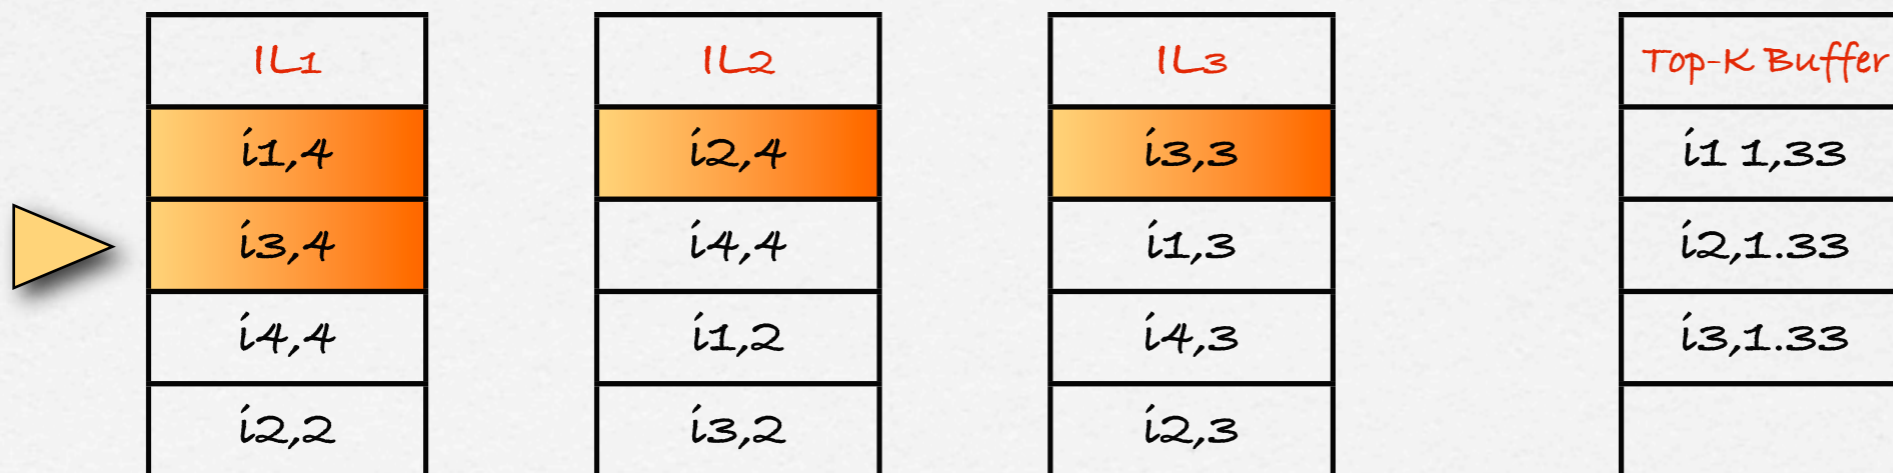 IL1
i1,4
i3,4
i4,4
i2,2
IL2
i2,4
i4,4
i1,2
i3,2
IL3
i3,3
i1,3
i4,3
i2,3
Top-K Buffer
i1 1,33
i2,1.33
i3,1.33